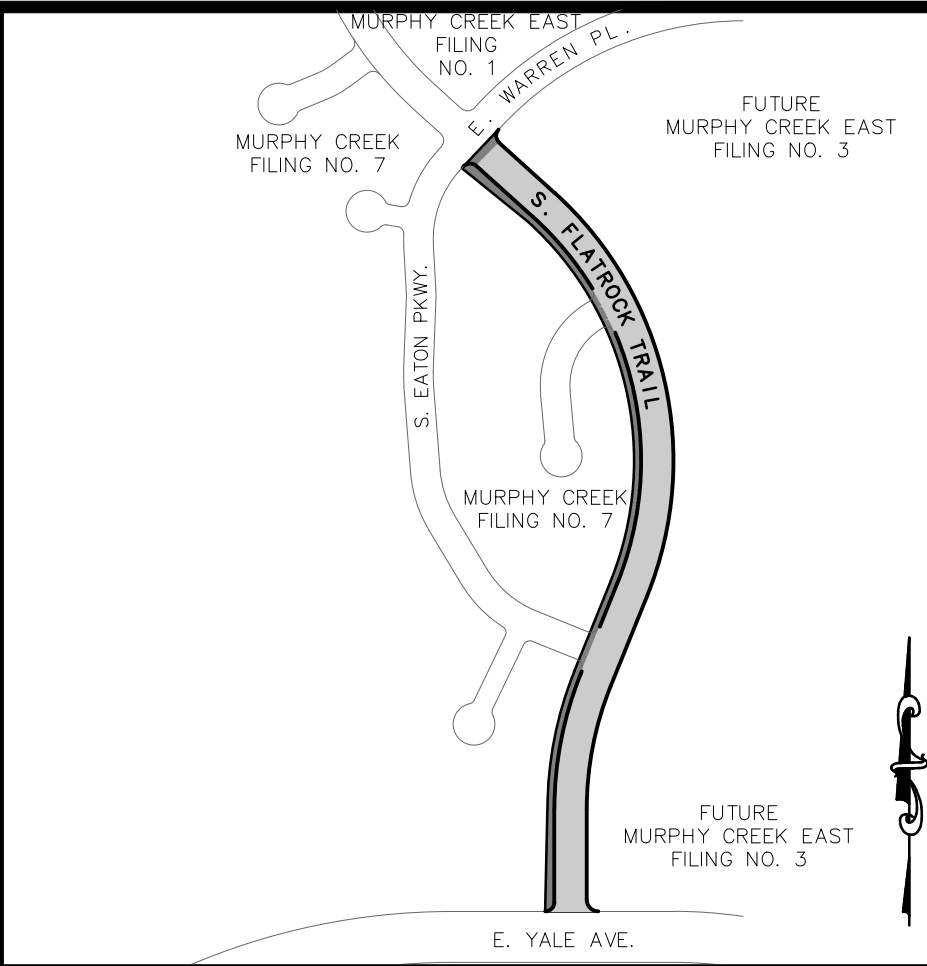 MURPHY CREEK EAST
FILING
NO. 1
E. WARREN PL.
FUTURE
MURPHY CREEK EAST
FILING NO. 3
MURPHY CREEK
FILING NO. 7
S. FLATROCK TRAIL
S. EATON PKWY.
MURPHY CREEK
FILING NO. 7
FUTURE
MURPHY CREEK EAST
FILING NO. 3
E. YALE AVE.